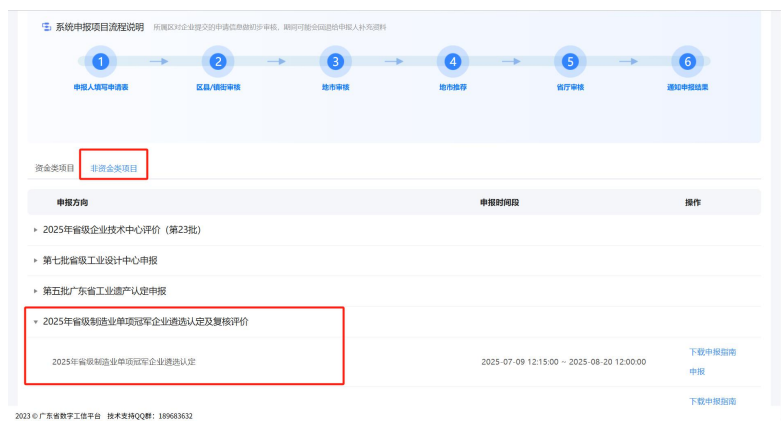 系统申报项目流程说明 所属区对企业提交的申请信息做初步审核，期间可能会回退给申报人补充资料
1 2 3 4 5 6
申报人填写申请表 区县/镇街审核 地市审核 地市推荐 省厅审核 通知申报结果
资金类项目 非资金类项目
申报方向 申报时间段 操作
2025年省级企业技术中心评价（第23批）
第七批省级工业设计中心申报
第五批广东省工业遗产认定申报
2025年省级制造业单项冠军企业遴选认定及复核评价
下载申报指南
2025年省级制造业单项冠军企业遴选认定 2025-07-09 12:15:00 ~ 2025-08-20 12:00:00
申报
下载申报指南
2023 © 广东省数字工信平台 技术支持QQ群：189683632